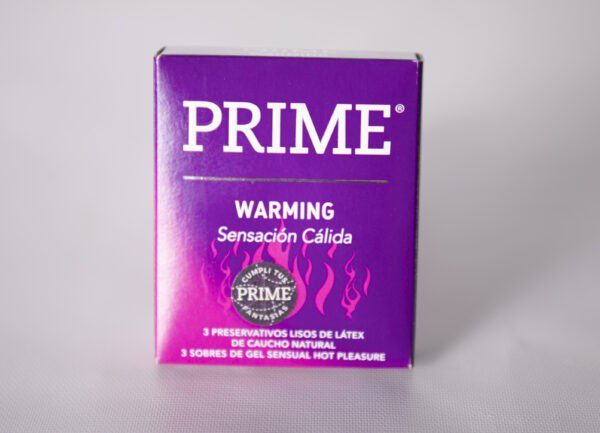 PRIME®
WARMING
Sensación Cálida
CUMPLI TUS
PRIME
FANTASIAS
3 PRESERVATIVOS LISOS DE LÁTEX
DE CAUCHO NATURAL
3 SOBRES DE GEL SENSUAL HOT PLEASURE